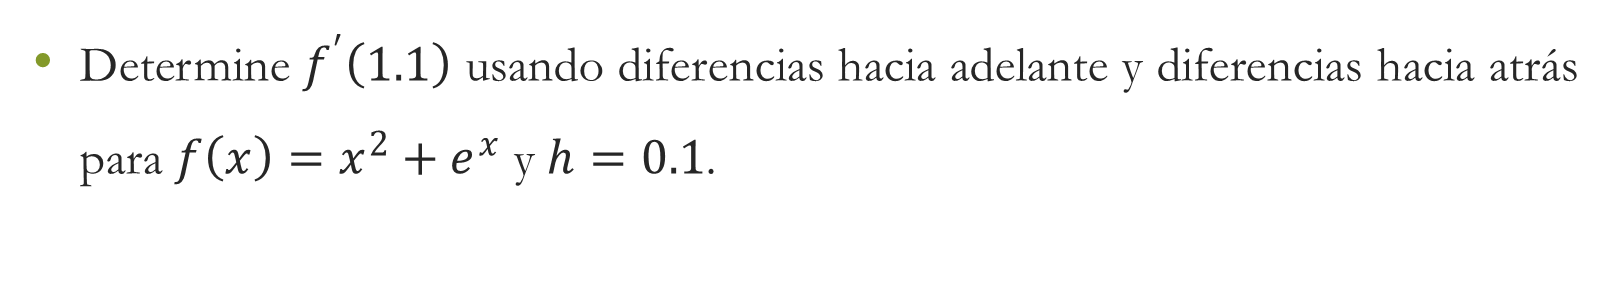 • Determine f′(1.1) usando diferencias hacia adelante y diferencias hacia atrás
para f(x) = x² + eˣ y h = 0.1.